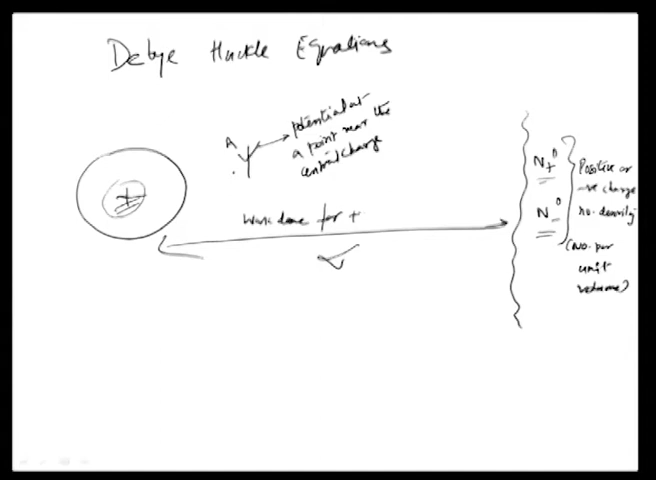 Debye Huckle Equations
A
Y
potential at
a point near the
central charge
+
Work done for +
N₊⁰
N₋⁰
Positive or
-ve charge
no. density
(No. per
unit
volume)